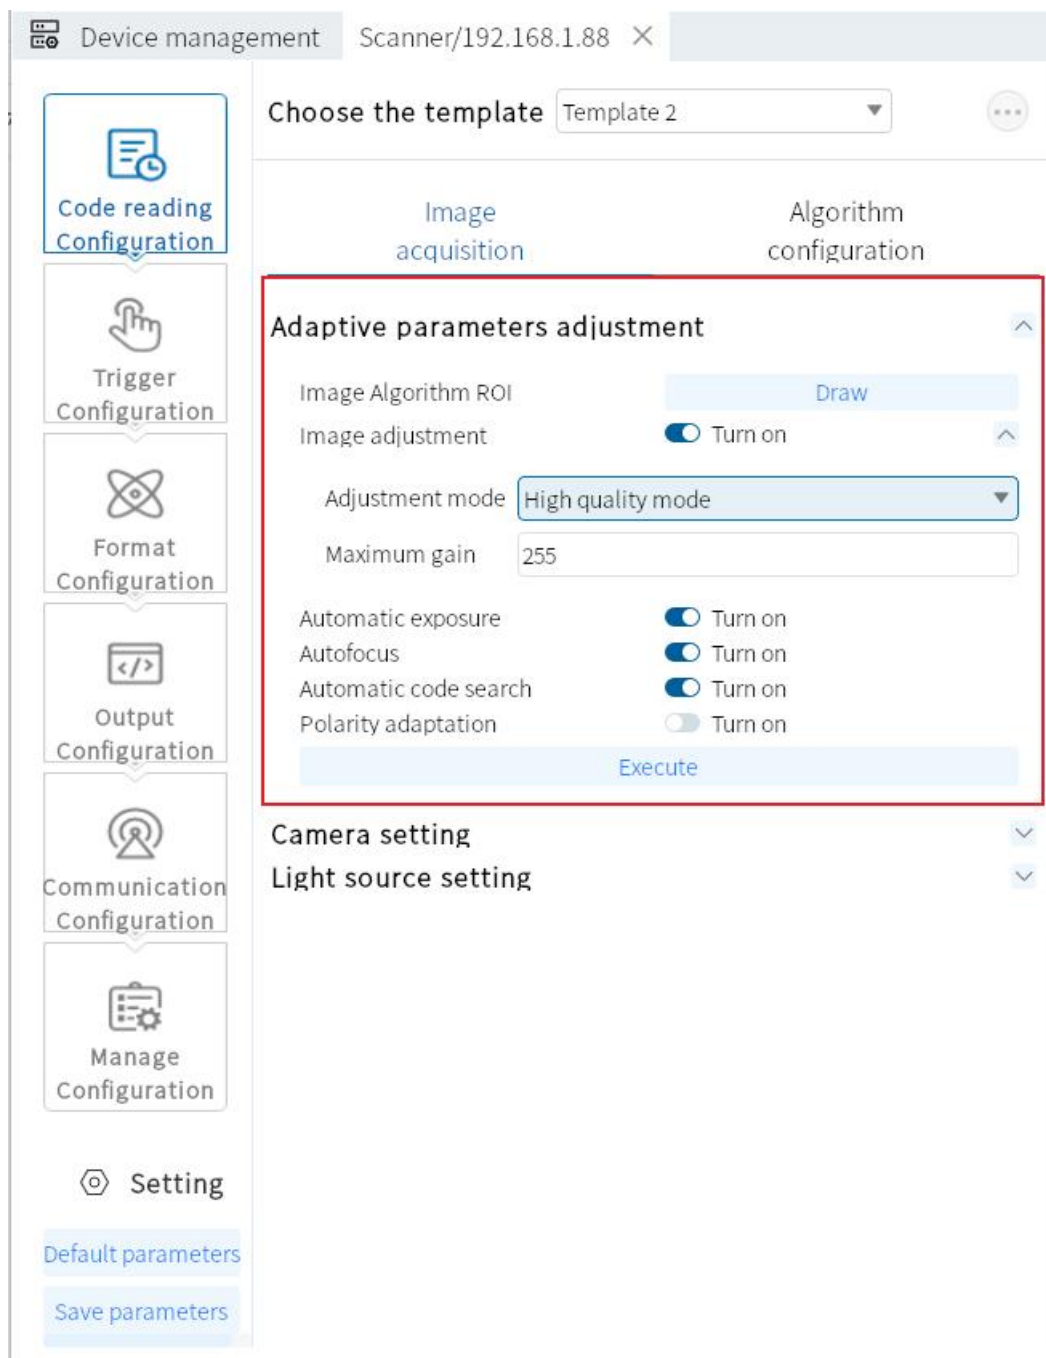 Device management
Scanner/192.168.1.88
Code reading
Configuration
Trigger
Configuration
Format
Configuration
Output
Configuration
Communication
Configuration
Manage
Configuration
Setting
Default parameters
Save parameters
Choose the template Template 2
Image
acquisition
Algorithm
configuration
Adaptive parameters adjustment
Image Algorithm ROI Draw
Image adjustment Turn on
Adjustment mode High quality mode
Maximum gain 255
Automatic exposure Turn on
Autofocus Turn on
Automatic code search Turn on
Polarity adaptation Turn on
Execute
Camera setting
Light source setting